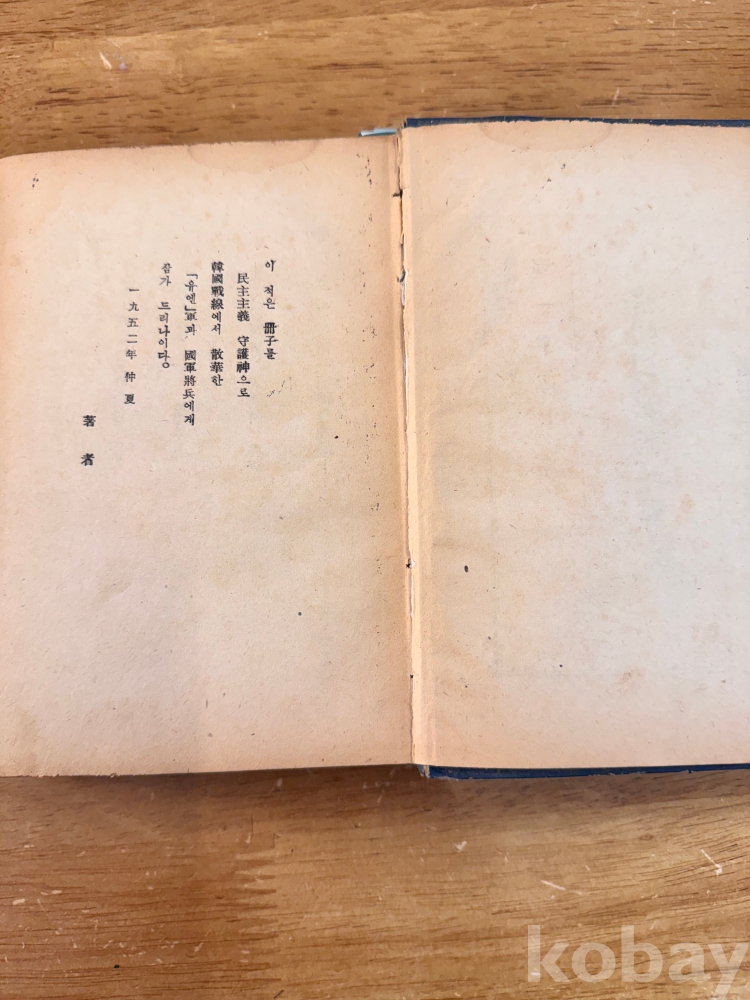 이 적은 冊子를
民主主義 守護神으로
韓國戰線에서 散華한
「유엔」軍과 國軍將兵에게
삼가 드리나이다。
一九五二年 仲夏
著者
kobay